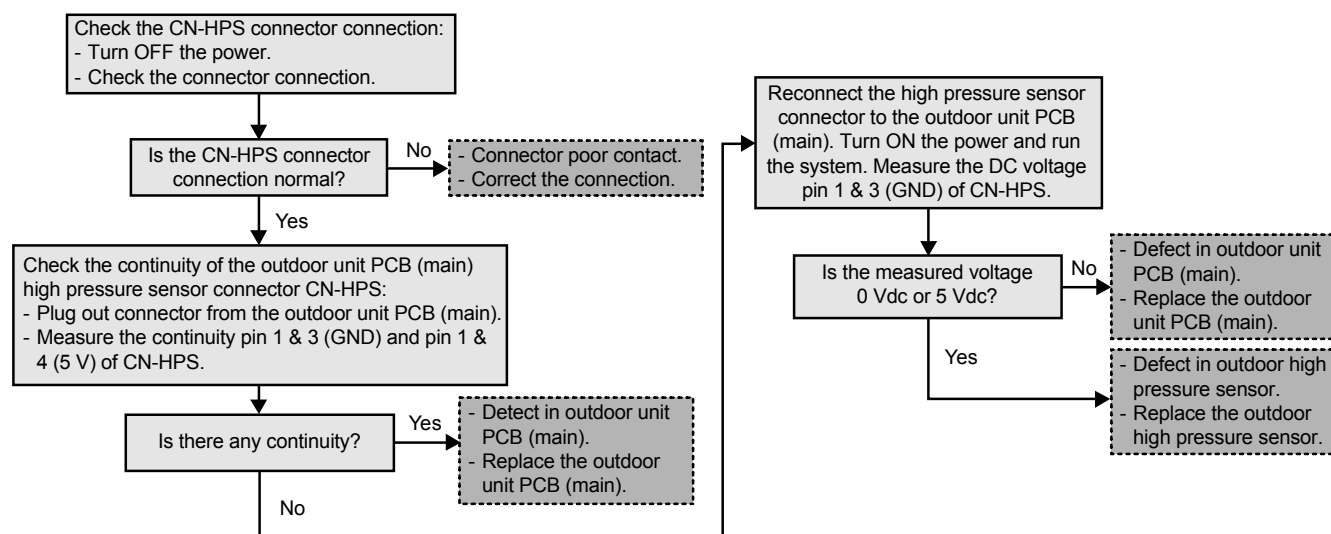 Check the CN-HPS connector connection:
- Turn OFF the power.
- Check the connector connection.
Is the CN-HPS connector
connection normal?
No
- Connector poor contact.
- Correct the connection.
Yes
Check the continuity of the outdoor unit PCB (main)
high pressure sensor connector CN-HPS:
- Plug out connector from the outdoor unit PCB (main).
- Measure the continuity pin 1 & 3 (GND) and pin 1 &
4 (5 V) of CN-HPS.
Is there any continuity?
Yes
- Detect in outdoor unit
PCB (main).
- Replace the outdoor
unit PCB (main).
No
Reconnect the high pressure sensor
connector to the outdoor unit PCB
(main). Turn ON the power and run
the system. Measure the DC voltage
pin 1 & 3 (GND) of CN-HPS.
Is the measured voltage
0 Vdc or 5 Vdc?
No
- Defect in outdoor unit
PCB (main).
- Replace the outdoor
unit PCB (main).
Yes
- Defect in outdoor high
pressure sensor.
- Replace the outdoor
high pressure sensor.